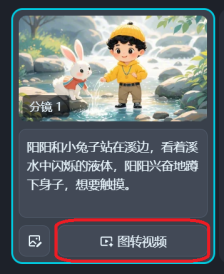 分镜 1
阳阳和小兔子站在溪边，看着溪
水中闪烁的液体，阳阳兴奋地蹲
下身子，想要触摸。
图转视频